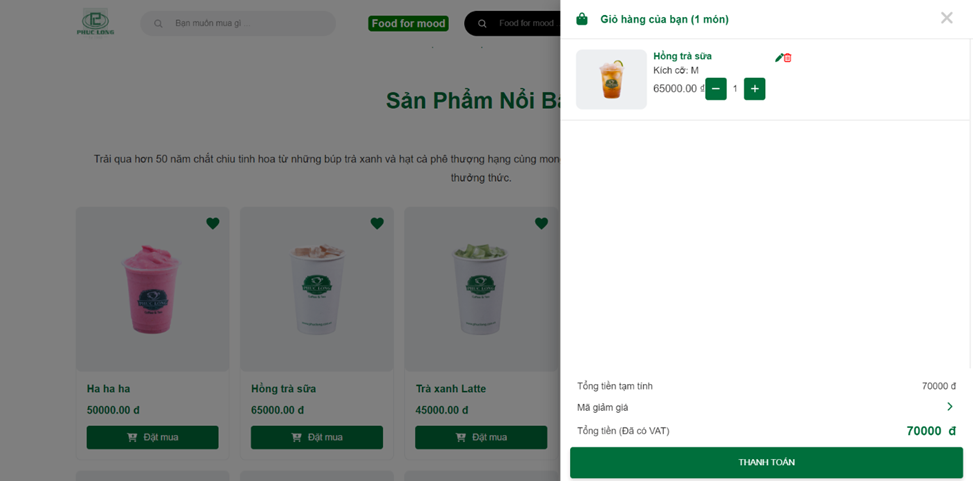 PHUC LONG
Bạn muốn mua gì
Food for mood
Food for mood
Giỏ hàng của bạn (1 món)
Hồng trà sữa
Kích cỡ: M
65000.00 đ
1
Sản Phẩm Nổi Bậ
Trải qua hơn 50 năm chắt chiu tinh hoa từ những búp trà xanh và hạt cà phê thượng hạng cùng mon
thưởng thức.
Ha ha ha
50000.00 đ
Đặt mua
Hồng trà sữa
65000.00 đ
Đặt mua
Trà xanh Latte
45000.00 đ
Đặt mua
Tổng tiền tạm tính
70000 đ
Mã giảm giá
Tổng tiền (Đã có VAT)
70000 đ
THANH TOÁN